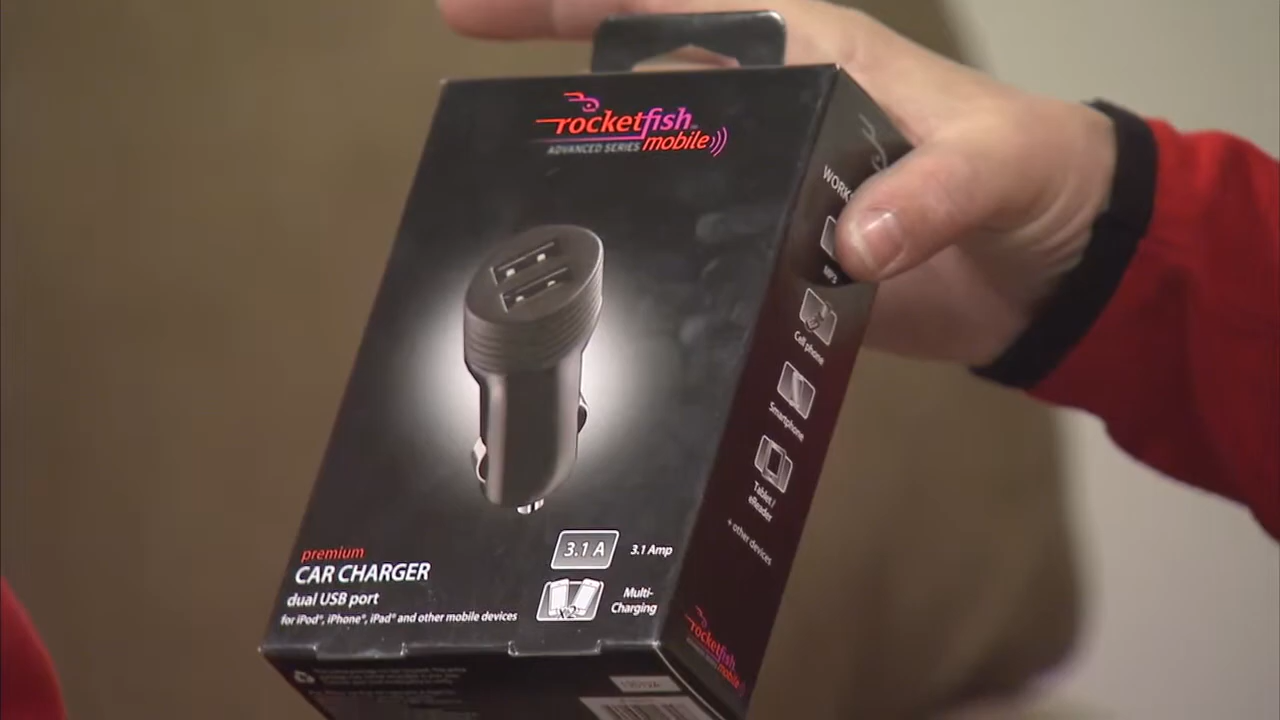 rocketfish
ADVANCED SERIES mobile
premium
CAR CHARGER
dual USB port
for iPod®, iPhone®, iPad® and other mobile devices
3.1 A
3.1 Amp
x2
Multi-
Charging
MP3
Cell phone
Smartphone
Tablet /
eReader
+ other devices
rocketfish
mobile